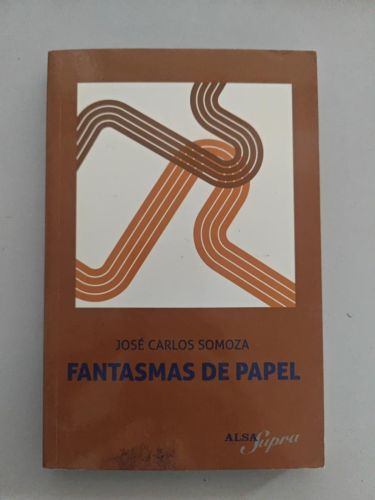 JOSÉ CARLOS SOMOZA
FANTASMAS DE PAPEL
ALSA Supra